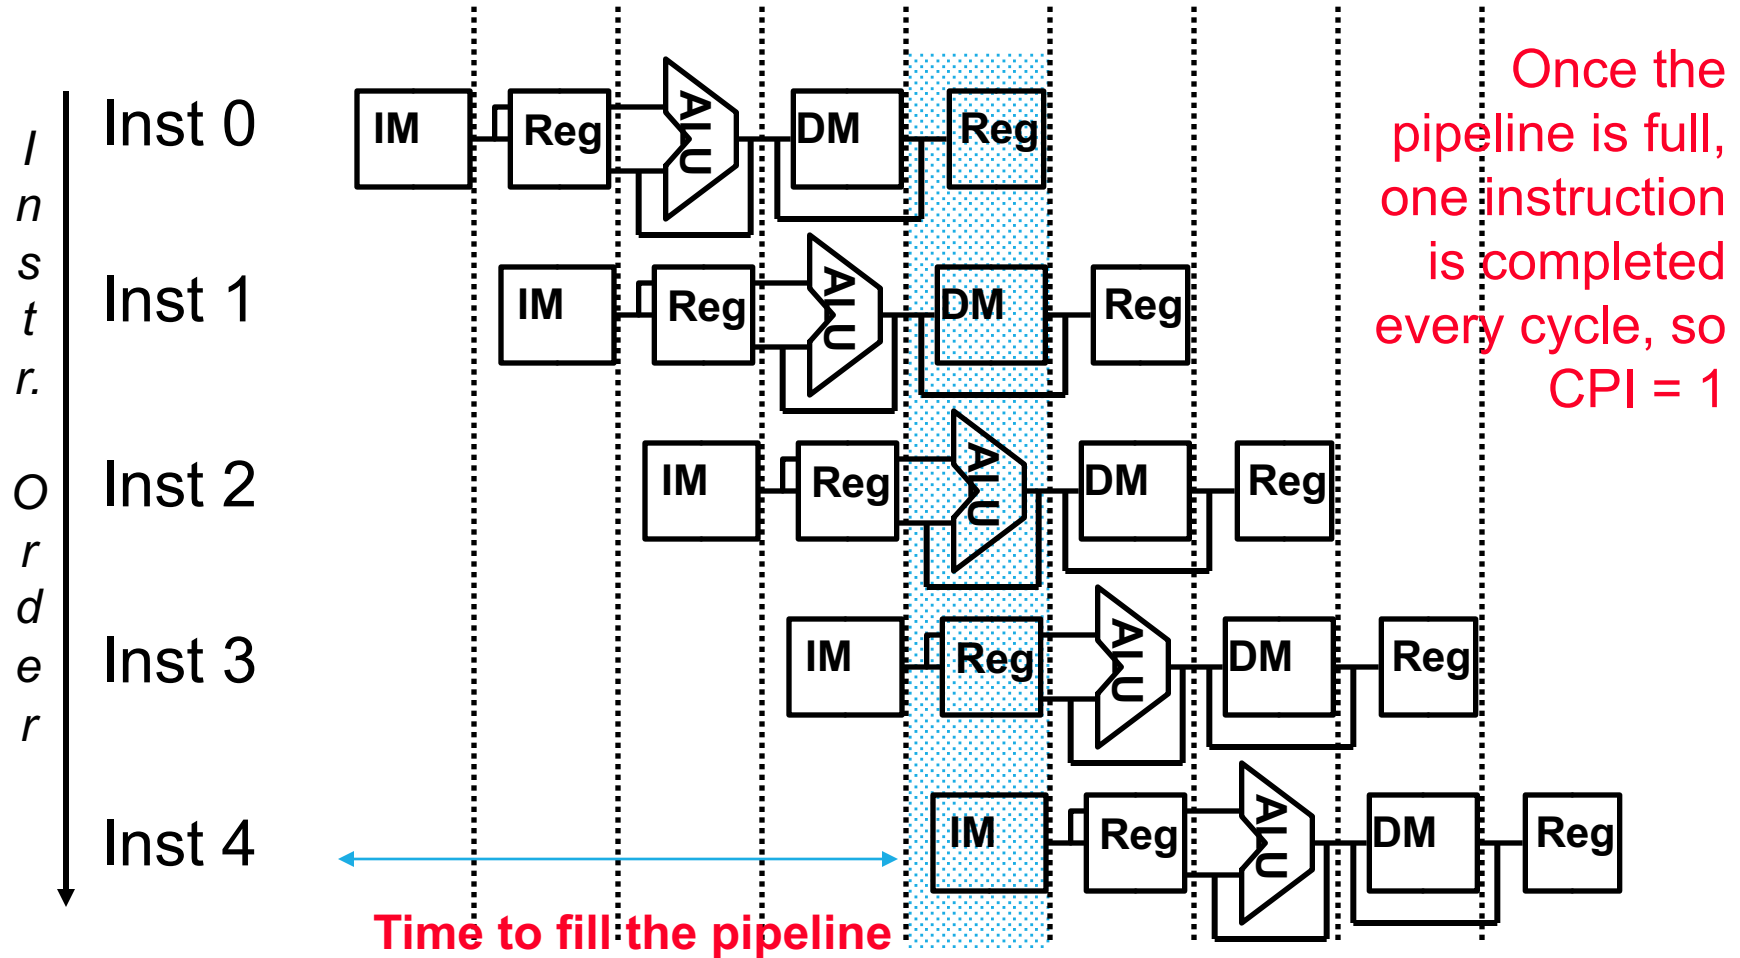 Once the
pipeline is full,
one instruction
is completed
every cycle, so
CPI = 1
Instr. Order
Inst 0
IM Reg ALU DM Reg
Inst 1
IM Reg ALU DM Reg
Inst 2
IM Reg ALU DM Reg
Inst 3
IM Reg ALU DM Reg
Inst 4
IM Reg ALU DM Reg
Time to fill the pipeline